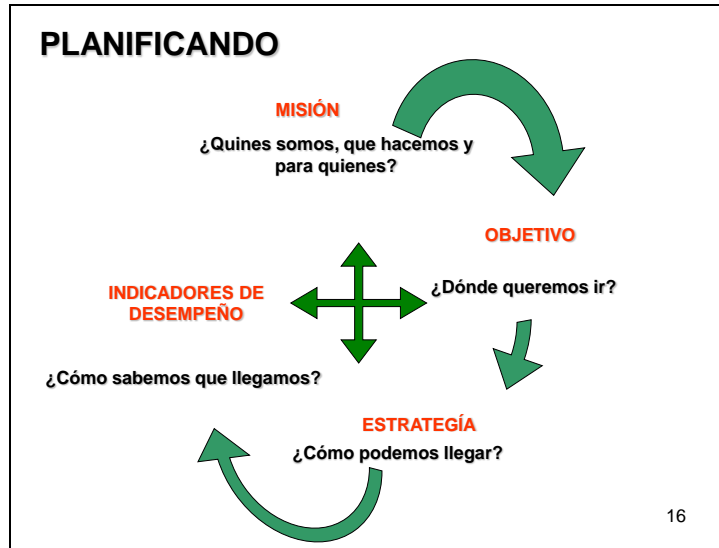 PLANIFICANDO
MISIÓN
¿Quines somos, que hacemos y
para quienes?
OBJETIVO
¿Dónde queremos ir?
INDICADORES DE
DESEMPEÑO
¿Cómo sabemos que llegamos?
ESTRATEGÍA
¿Cómo podemos llegar?
16